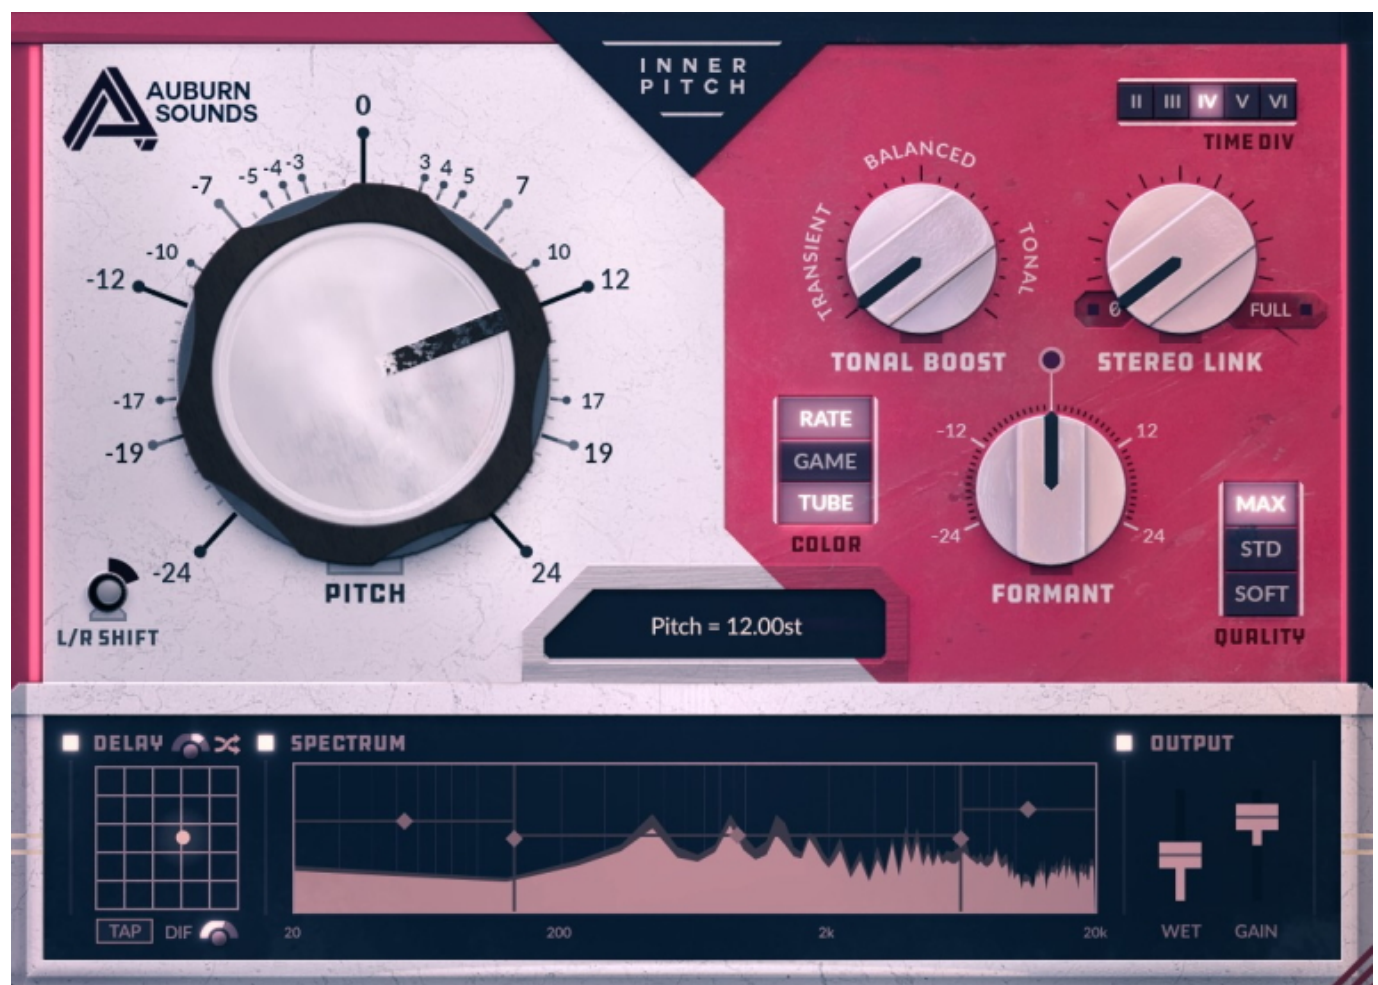 AUBURN
SOUNDS
INNER
PITCH
II III IV V VI
TIME DIV
0
-3 3
-4 4
-5 5
-7 7
-10 10
-12 12
-17 17
-19 19
-24 24
PITCH
L/R SHIFT
BALANCED
TRANSIENT
TONAL
TONAL BOOST
0 FULL
STEREO LINK
RATE
GAME
TUBE
COLOR
-12 12
-24 24
FORMANT
MAX
STD
SOFT
QUALITY
Pitch = 12.00st
DELAY
SPECTRUM
OUTPUT
TAP DIF
20 200 2k 20k
WET GAIN